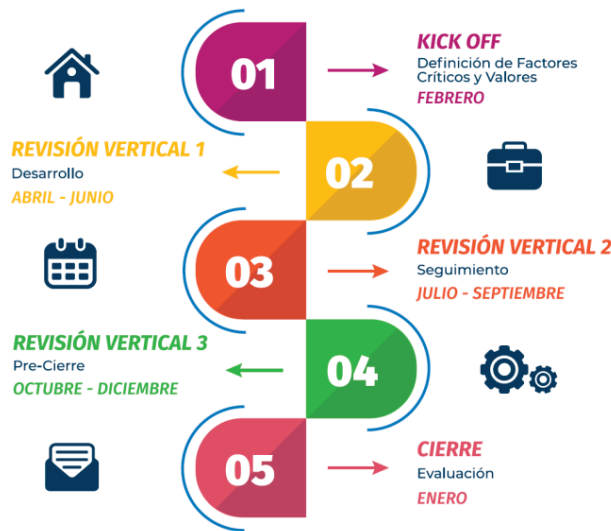 01
KICK OFF
Definición de Factores
Críticos y Valores
FEBRERO
REVISIÓN VERTICAL 1
Desarrollo
ABRIL - JUNIO
02
03
REVISIÓN VERTICAL 2
Seguimiento
JULIO - SEPTIEMBRE
REVISIÓN VERTICAL 3
Pre-Cierre
OCTUBRE - DICIEMBRE
04
05
CIERRE
Evaluación
ENERO